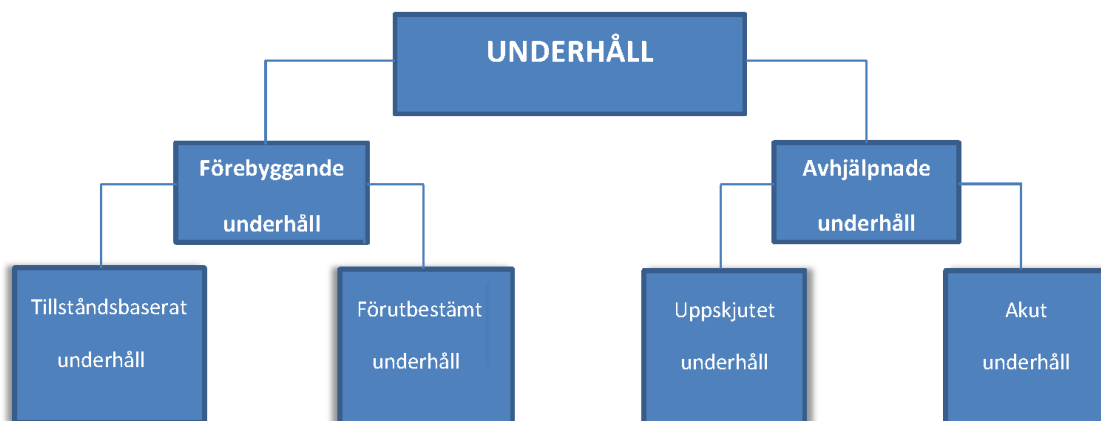 UNDERHÅLL
Förebyggande
underhåll
Avhjälpnade
underhåll
Tillståndsbaserat
underhåll
Förutbestämt
underhåll
Uppskjutet
underhåll
Akut
underhåll